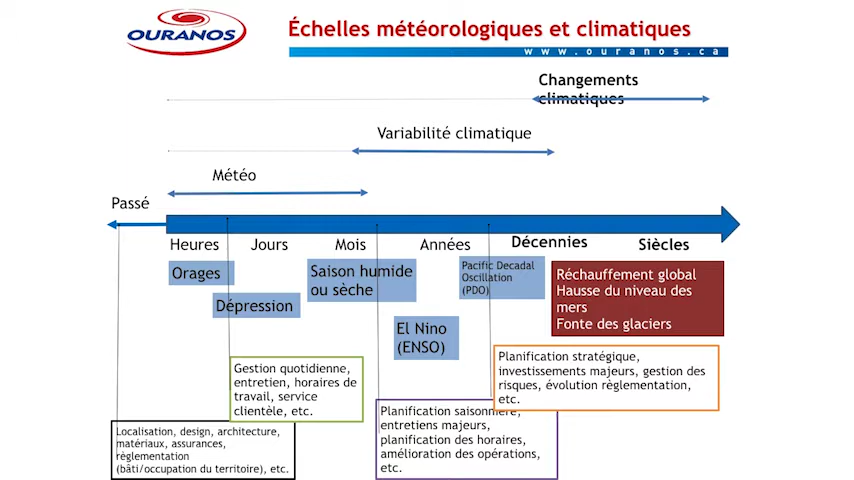 OURANOS
Échelles météorologiques et climatiques
www.ouranos.ca
Changements
climatiques
Variabilité climatique
Météo
Passé
Heures
Jours
Mois
Années
Décennies
Siècles
Orages
Dépression
Saison humide
ou sèche
El Nino
(ENSO)
Pacific Decadal
Oscillation
(PDO)
Réchauffement global
Hausse du niveau des
mers
Fonte des glaciers
Gestion quotidienne,
entretien, horaires de
travail, service
clientèle, etc.
Planification stratégique,
investissements majeurs, gestion des
risques, évolution règlementation,
etc.
Planification saisonnière,
entretiens majeurs,
planification des horaires,
amélioration des opérations,
etc.
Localisation, design, architecture,
matériaux, assurances,
règlementation
(bâti/occupation du territoire), etc.